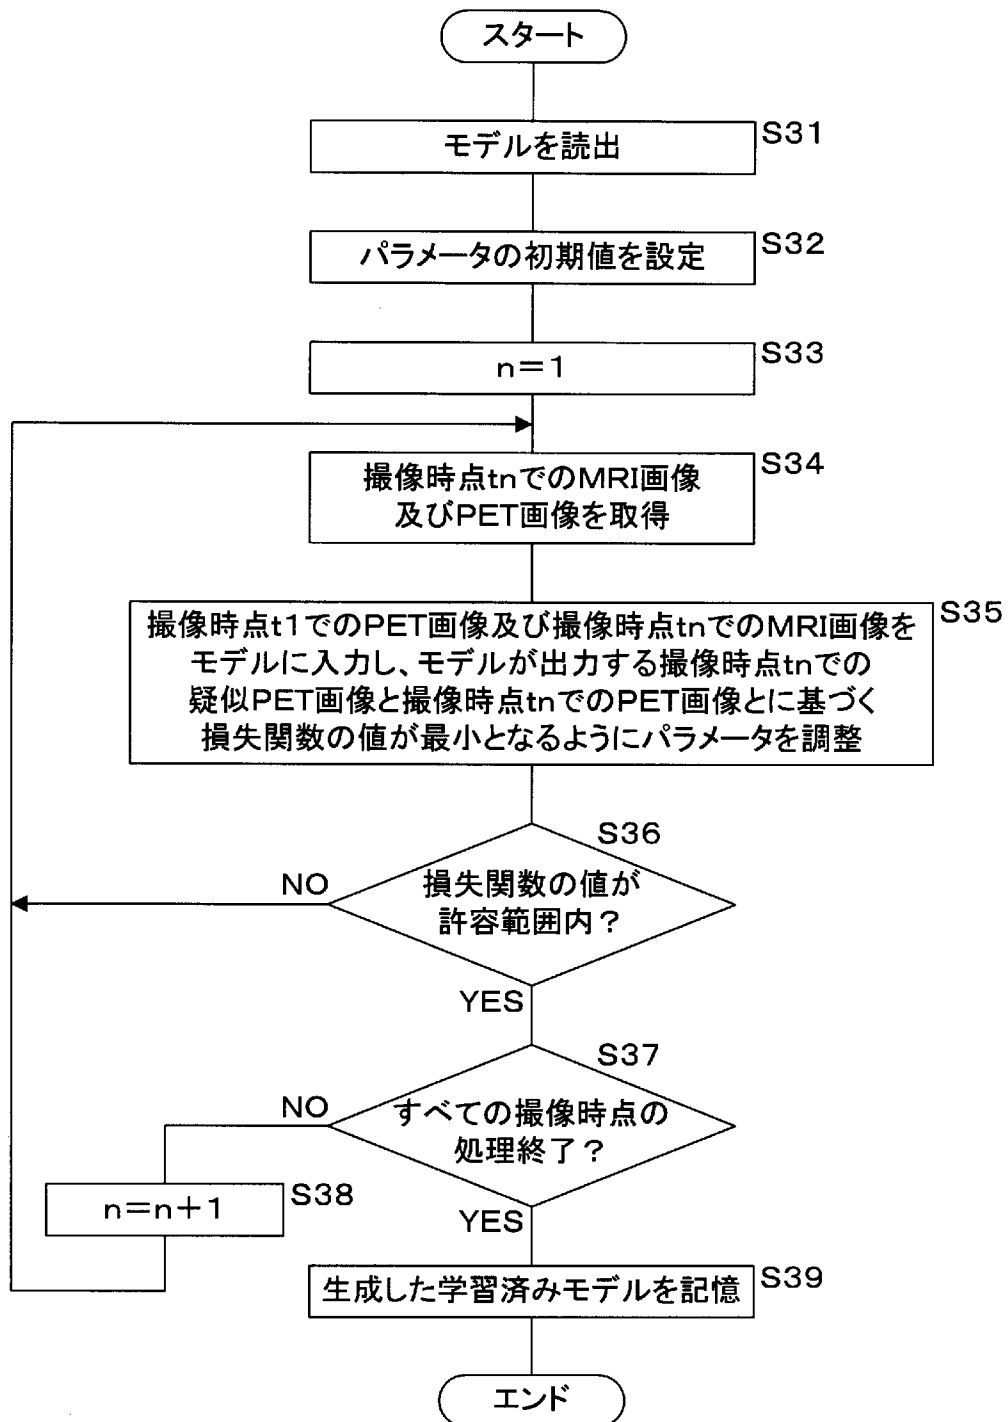 スタート
モデルを読出
S31
パラメータの初期値を設定
S32
n=1
S33
撮像時点tnでのMRI画像
及びPET画像を取得
S34
撮像時点t1でのPET画像及び撮像時点tnでのMRI画像を
モデルに入力し、モデルが出力する撮像時点tnでの
疑似PET画像と撮像時点tnでのPET画像とに基づく
損失関数の値が最小となるようにパラメータを調整
S35
S36
NO
損失関数の値が
許容範囲内？
YES
S37
NO
すべての撮像時点の
処理終了？
n=n+1
S38
YES
生成した学習済みモデルを記憶
S39
エンド